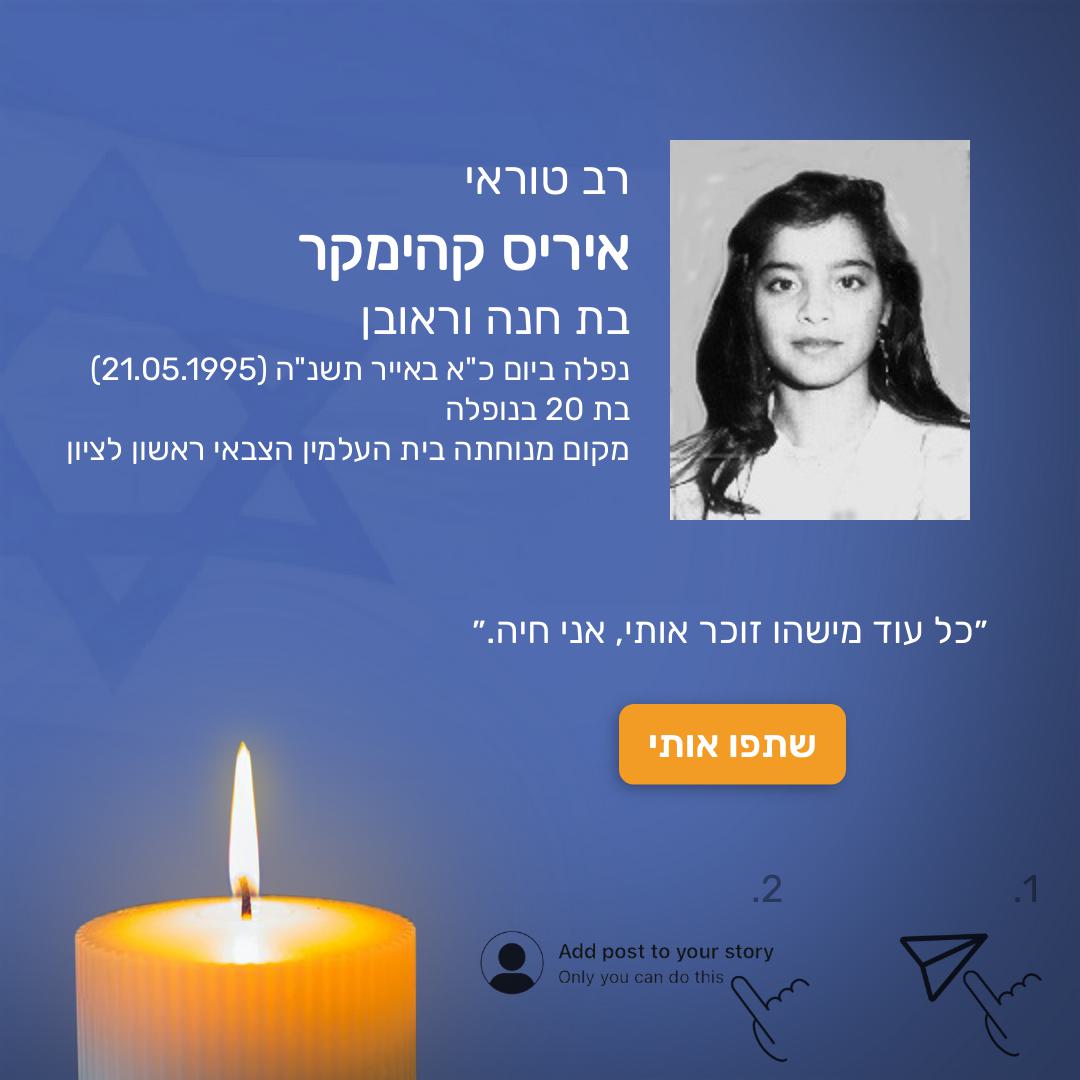 רב טוראי
איריס קהימקר
בת חנה וראובן
נפלה ביום כ"א באייר תשנ"ה (21.05.1995)
בת 20 בנופלה
מקום מנוחתה בית העלמין הצבאי ראשון לציון
״כל עוד מישהו זוכר אותי, אני חיה.״
שתפו אותי
1.
2.
Add post to your story
Only you can do this